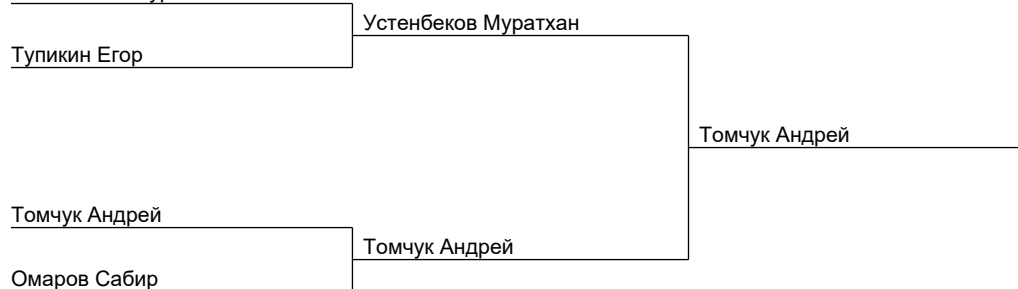 Устенбеков Муратхан
Тупикин Егор
Томчук Андрей
Томчук Андрей
Томчук Андрей
Омаров Сабир